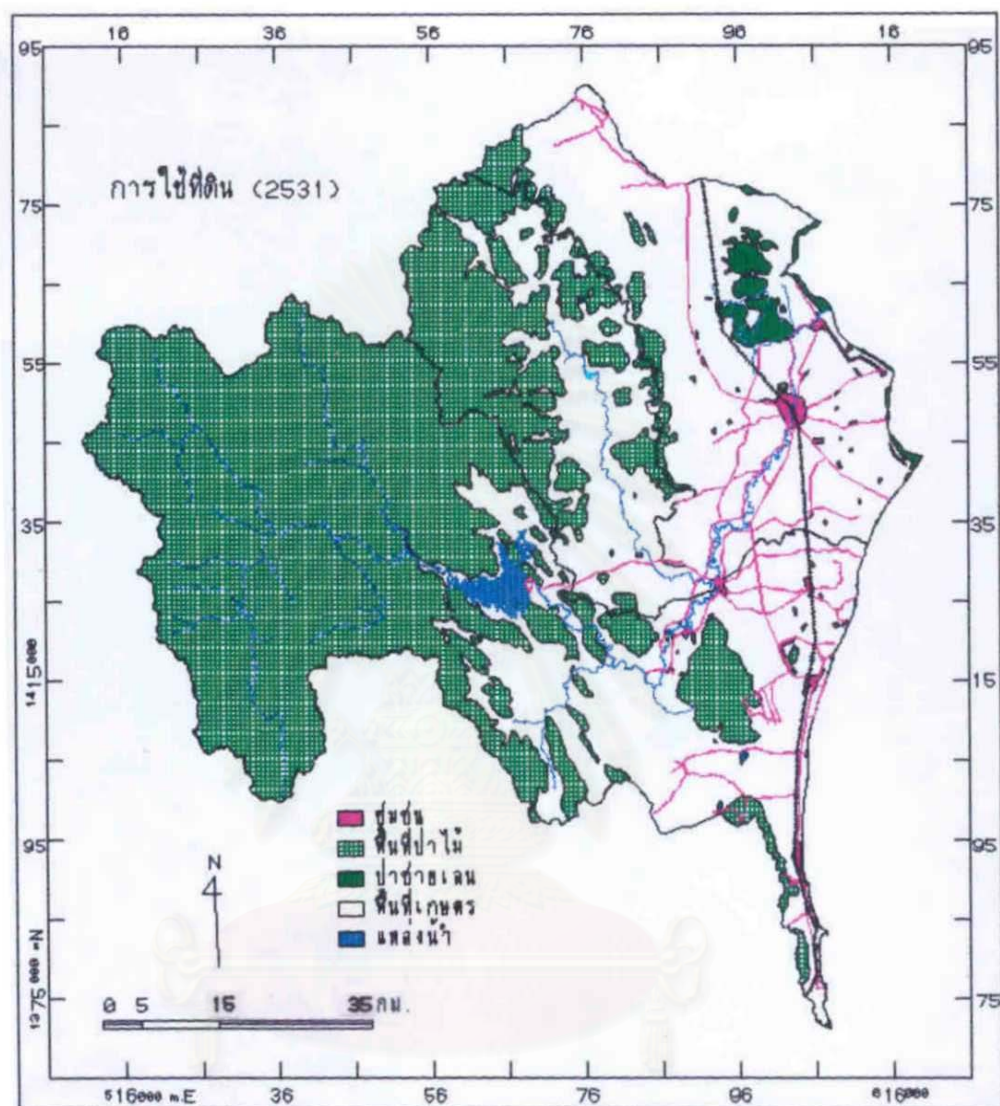 16 36 56 76 96 16
95 95
การใช้ที่ดิน (2531)
75 75
55 55
35 35
1415000 15
ชุมชน
พื้นที่ป่าไม้
95 95
N
ป่าชายเลน
พื้นที่เกษตร
แหล่งน้ำ
1375000 mN 75
0 5 15 35 กม.
516000 m.E 36 56 76 96 616000